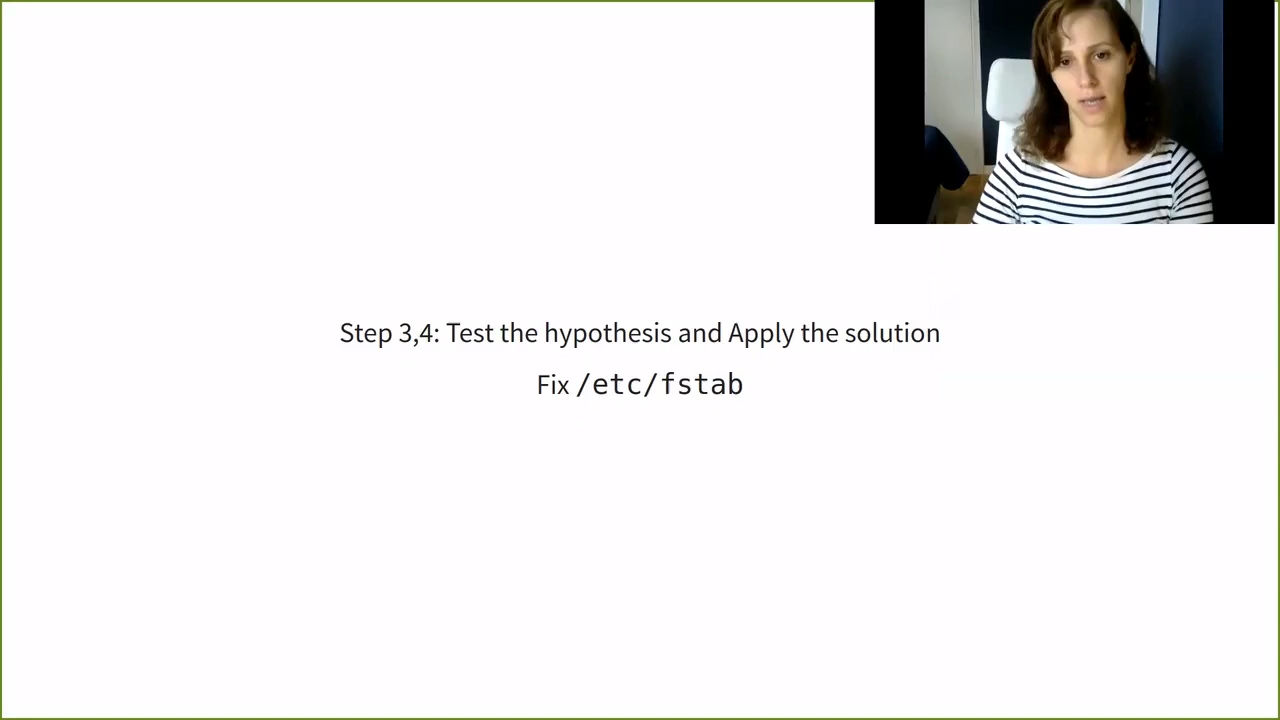 Step 3,4: Test the hypothesis and Apply the solution
Fix /etc/fstab